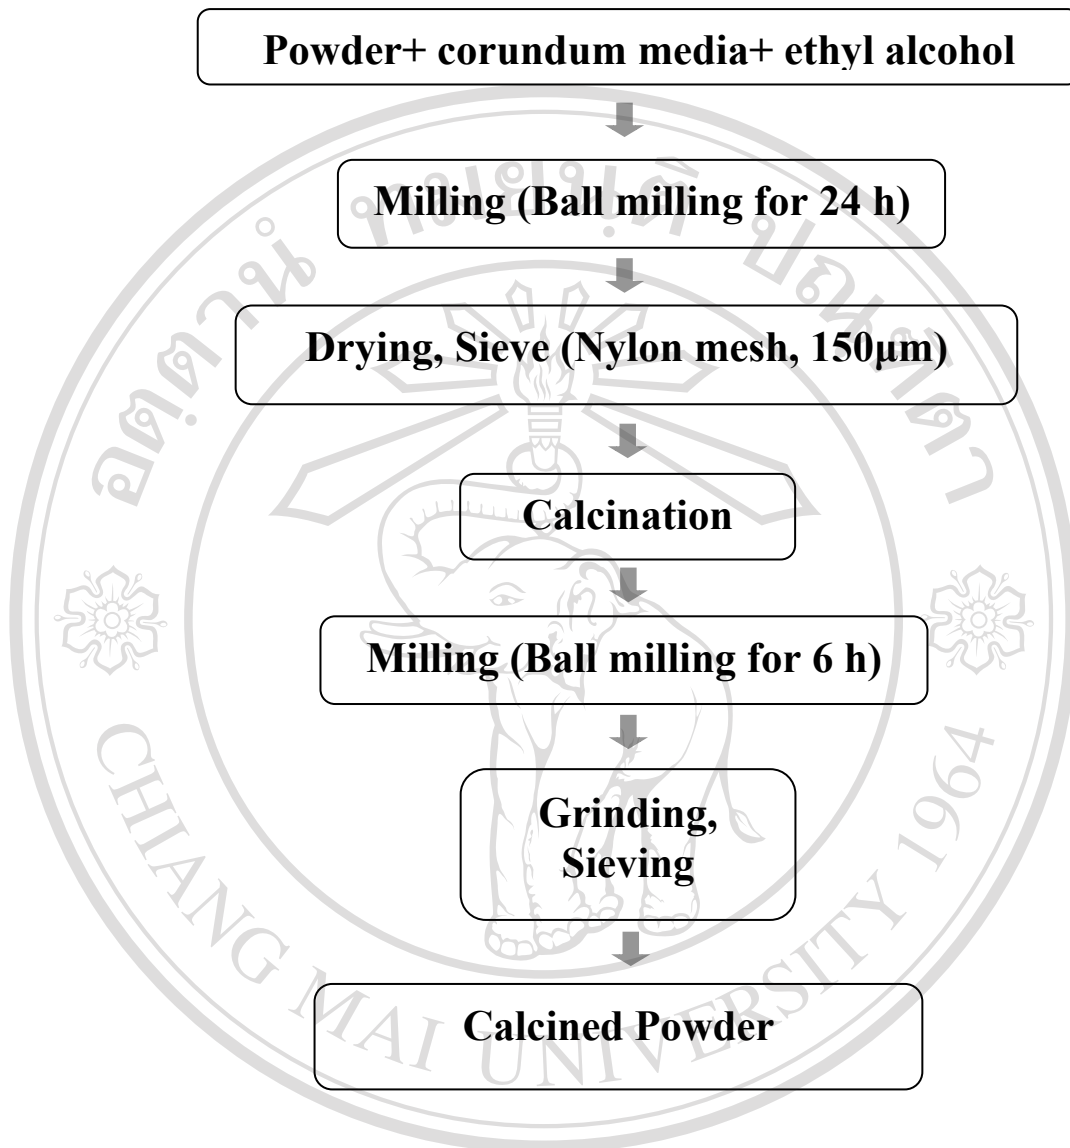 Powder+ corundum media+ ethyl alcohol
Milling (Ball milling for 24 h)
Drying, Sieve (Nylon mesh, 150μm)
Calcination
Milling (Ball milling for 6 h)
Grinding,
Sieving
Calcined Powder
CHIANG MAI UNIVERSITY 1964